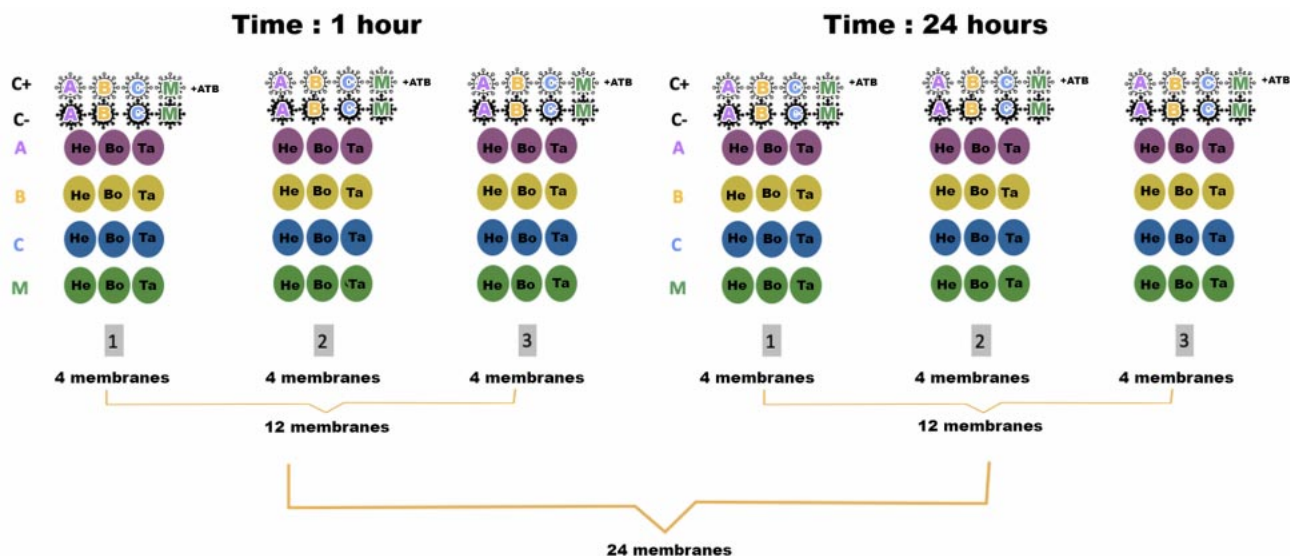 Time : 1 hour
Time : 24 hours
C+ A B C M +ATB A B C M +ATB A B C M +ATB C+ A B C M +ATB A B C M +ATB A B C M +ATB
C- A B C M A B C M A B C M C- A B C M A B C M A B C M
A He Bo Ta He Bo Ta He Bo Ta A He Bo Ta He Bo Ta He Bo Ta
B He Bo Ta He Bo Ta He Bo Ta B He Bo Ta He Bo Ta He Bo Ta
C He Bo Ta He Bo Ta He Bo Ta C He Bo Ta He Bo Ta He Bo Ta
M He Bo Ta He Bo Ta He Bo Ta M He Bo Ta He Bo Ta He Bo Ta
1 2 3 1 2 3
4 membranes 4 membranes 4 membranes 4 membranes 4 membranes 4 membranes
12 membranes 12 membranes
24 membranes